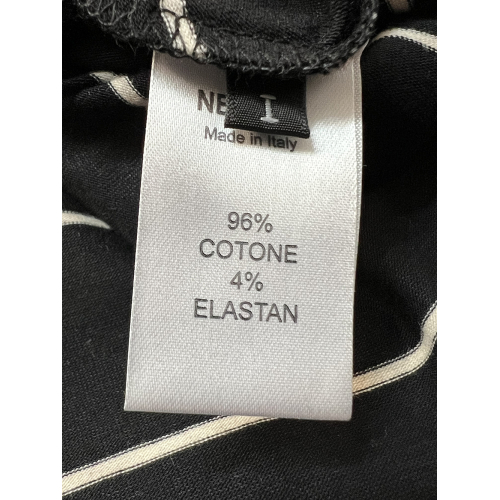 I
Made in Italy
96%
COTONE
4%
ELASTAN